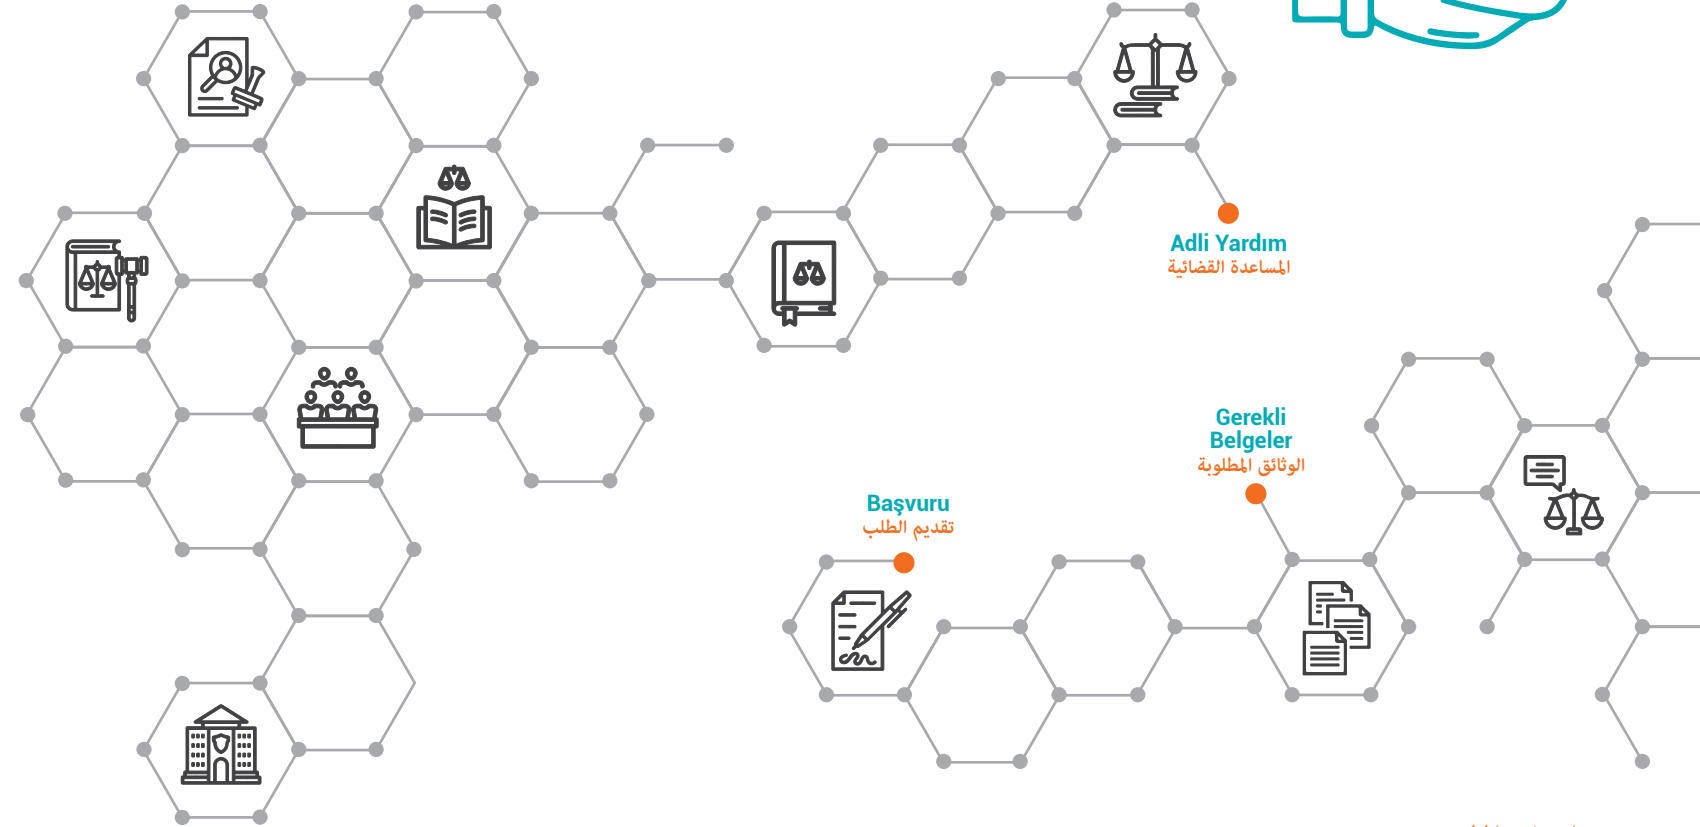 Adli Yardım
المساعدة القضائية
Gerekli
Belgeler
الوثائق المطلوبة
Başvuru
تقديم الطلب